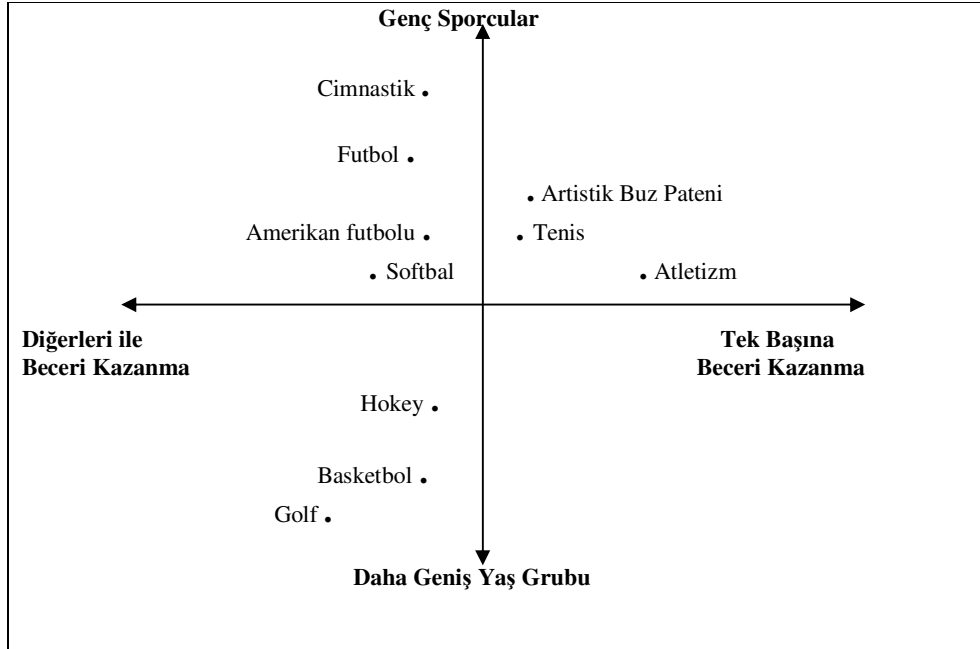 Genç Sporcular
Cimnastik
Futbol
Artistik Buz Pateni
Amerikan futbolu
Tenis
Softbal
Atletizm
Diğerleri ile
Beceri Kazanma
Tek Başına
Beceri Kazanma
Hokey
Basketbol
Golf
Daha Geniş Yaş Grubu